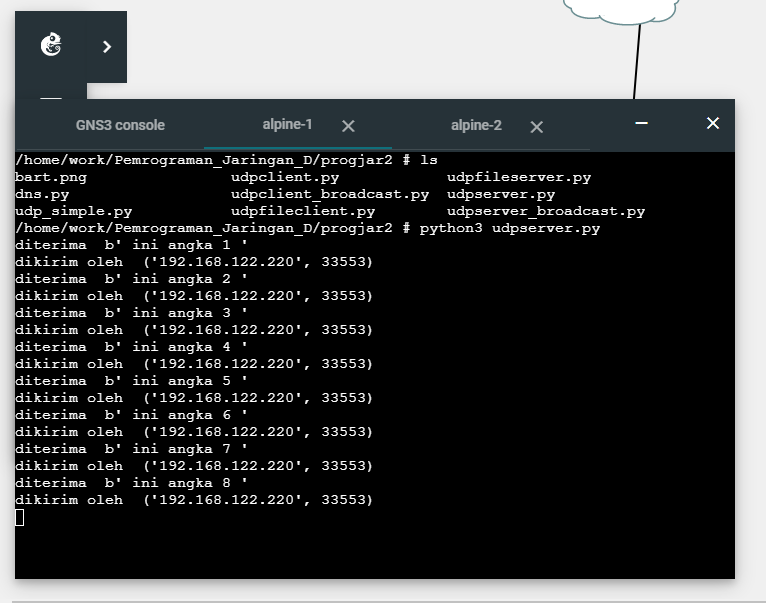 GNS3 console alpine-1 alpine-2
/home/work/Pemrograman_Jaringan_D/progjar2 # ls
bart.png udpclient.py udpfileserver.py
dns.py udpclient_broadcast.py udpserver.py
udp_simple.py udpfileclient.py udpserver_broadcast.py
/home/work/Pemrograman_Jaringan_D/progjar2 # python3 udpserver.py
diterima  b' ini angka 1 '
dikirim oleh  ('192.168.122.220', 33553)
diterima  b' ini angka 2 '
dikirim oleh  ('192.168.122.220', 33553)
diterima  b' ini angka 3 '
dikirim oleh  ('192.168.122.220', 33553)
diterima  b' ini angka 4 '
dikirim oleh  ('192.168.122.220', 33553)
diterima  b' ini angka 5 '
dikirim oleh  ('192.168.122.220', 33553)
diterima  b' ini angka 6 '
dikirim oleh  ('192.168.122.220', 33553)
diterima  b' ini angka 7 '
dikirim oleh  ('192.168.122.220', 33553)
diterima  b' ini angka 8 '
dikirim oleh  ('192.168.122.220', 33553)